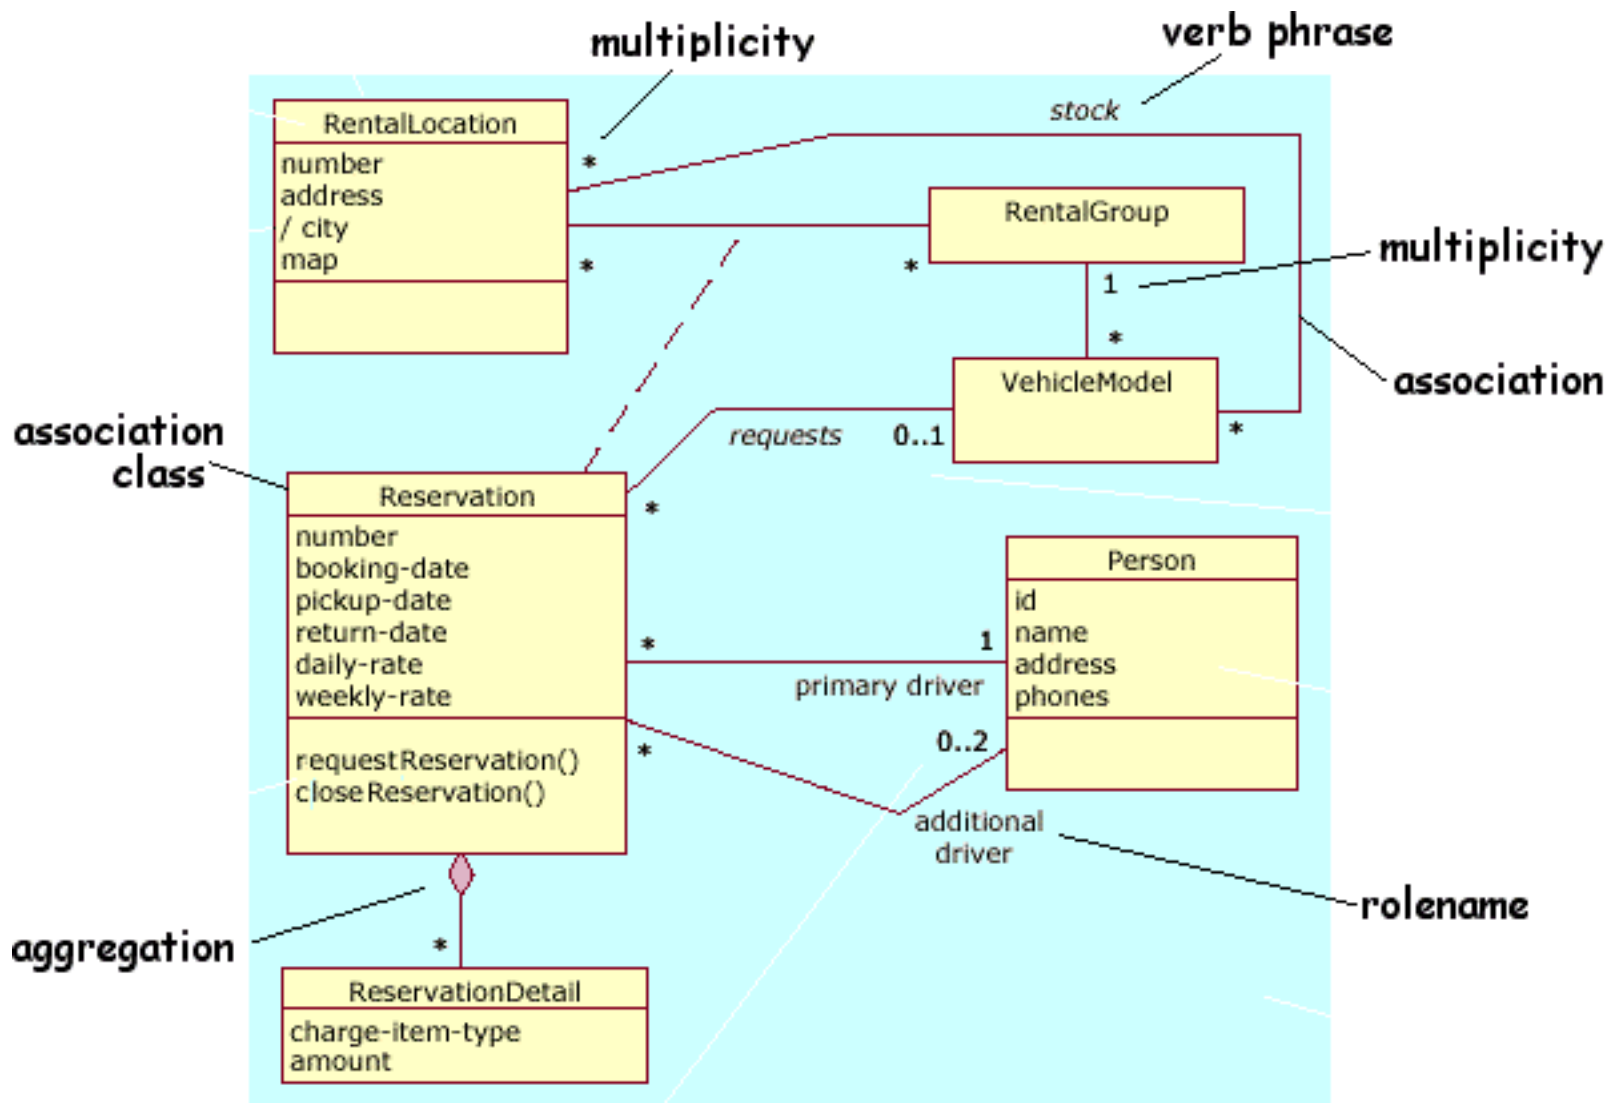 multiplicity
verb phrase
stock
RentalLocation
number
address
/ city
map
*
*
*
RentalGroup
1
*
multiplicity
association
VehicleModel
*
requests
0..1
*
association
class
Reservation
number
booking-date
pickup-date
return-date
daily-rate
weekly-rate
requestReservation()
closeReservation()
*
1
primary driver
Person
id
name
address
phones
*
0..2
additional
driver
rolename
aggregation
*
ReservationDetail
charge-item-type
amount